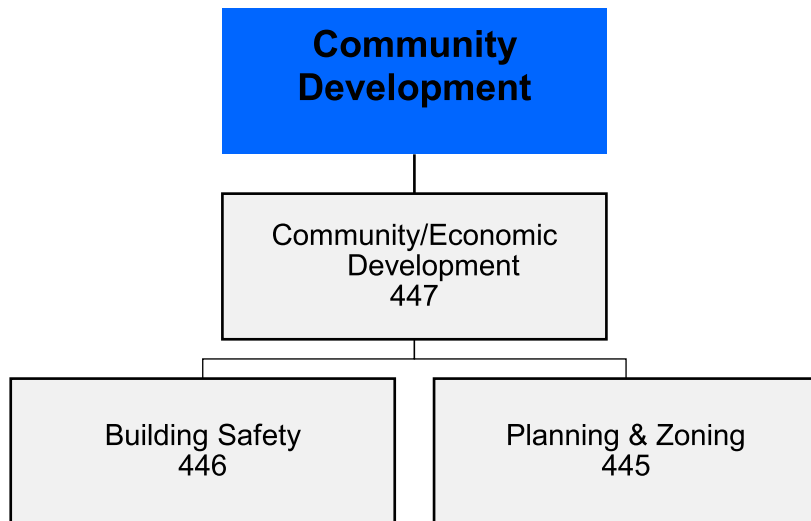 Community
Development
Community/Economic
Development
447
Building Safety
446
Planning & Zoning
445